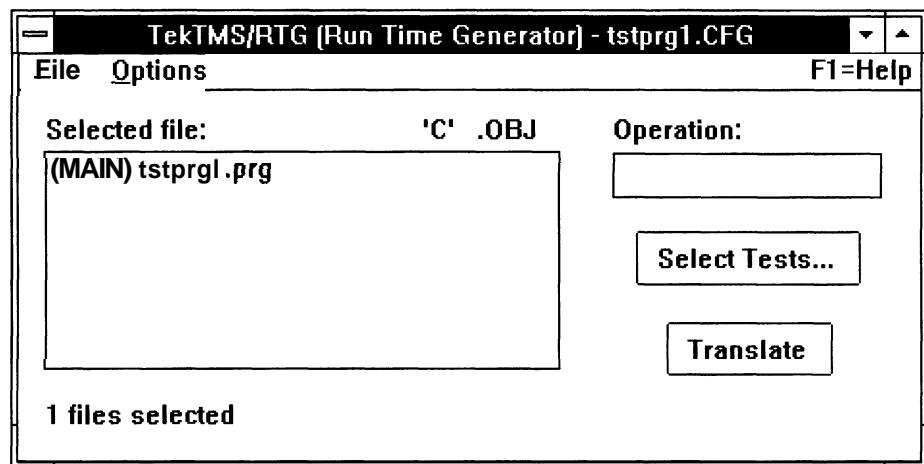 TekTMS/RTG (Run Time Generator) - tstprg1.CFG
Eile Options F1=Help
Selected file: 'C' .OBJ Operation:
(MAIN) tstprgl.prg
Select Tests...
Translate
1 files selected